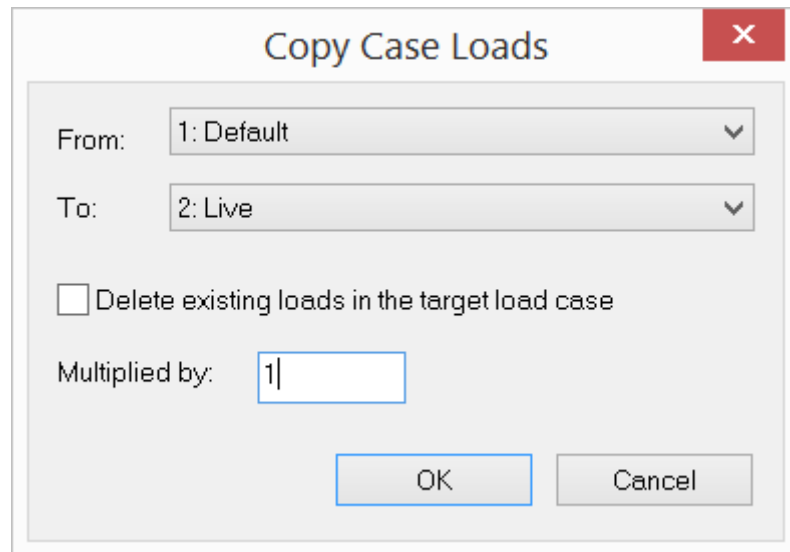 Copy Case Loads
From: 1: Default
To: 2: Live
Delete existing loads in the target load case
Multiplied by: 1
OK Cancel